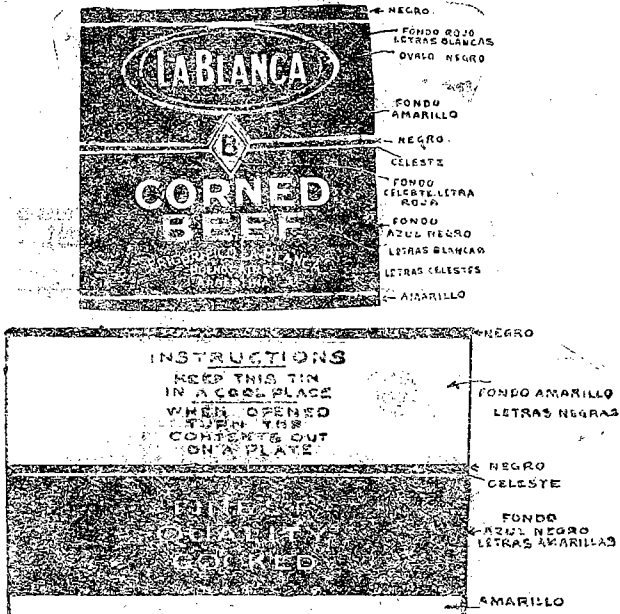 NEGRO.
FONDO ROJO
LETRAS BLANCAS
OVALO NEGRO
LABLANCA
FONDO
AMARILLO
NEGRO.
B
CELESTE
CORNED
FONDO
CELESTE LETRA
ROJA
BEEF
FONDO
AZUL NEGRO
FRIGORIFICO LA BLANCA
LETRAS BLANCAS
BUENOS AIRES
ARGENTINA
LETRAS CELESTES
AMARILLO
NEGRO
INSTRUCTIONS
KEEP THIS TIN
IN A COOL PLACE
FONDO AMARILLO
LETRAS NEGRAS
WHEN OPENED
TURN THE
CONTENTS OUT
ON A PLATE
NEGRO
CELESTE
FINE
QUALITY
COOKED
FONDO
AZUL NEGRO
LETRAS AMARILLAS
AMARILLO